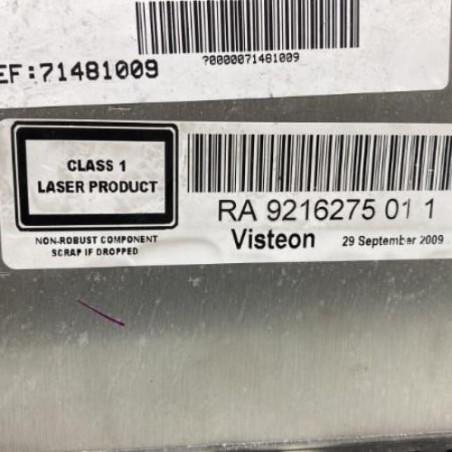 EF:71481009
?0000071481009
CLASS 1
LASER PRODUCT
NON-ROBUST COMPONENT
SCRAP IF DROPPED
RA 9216275 01 1
Visteon 29 September 2009